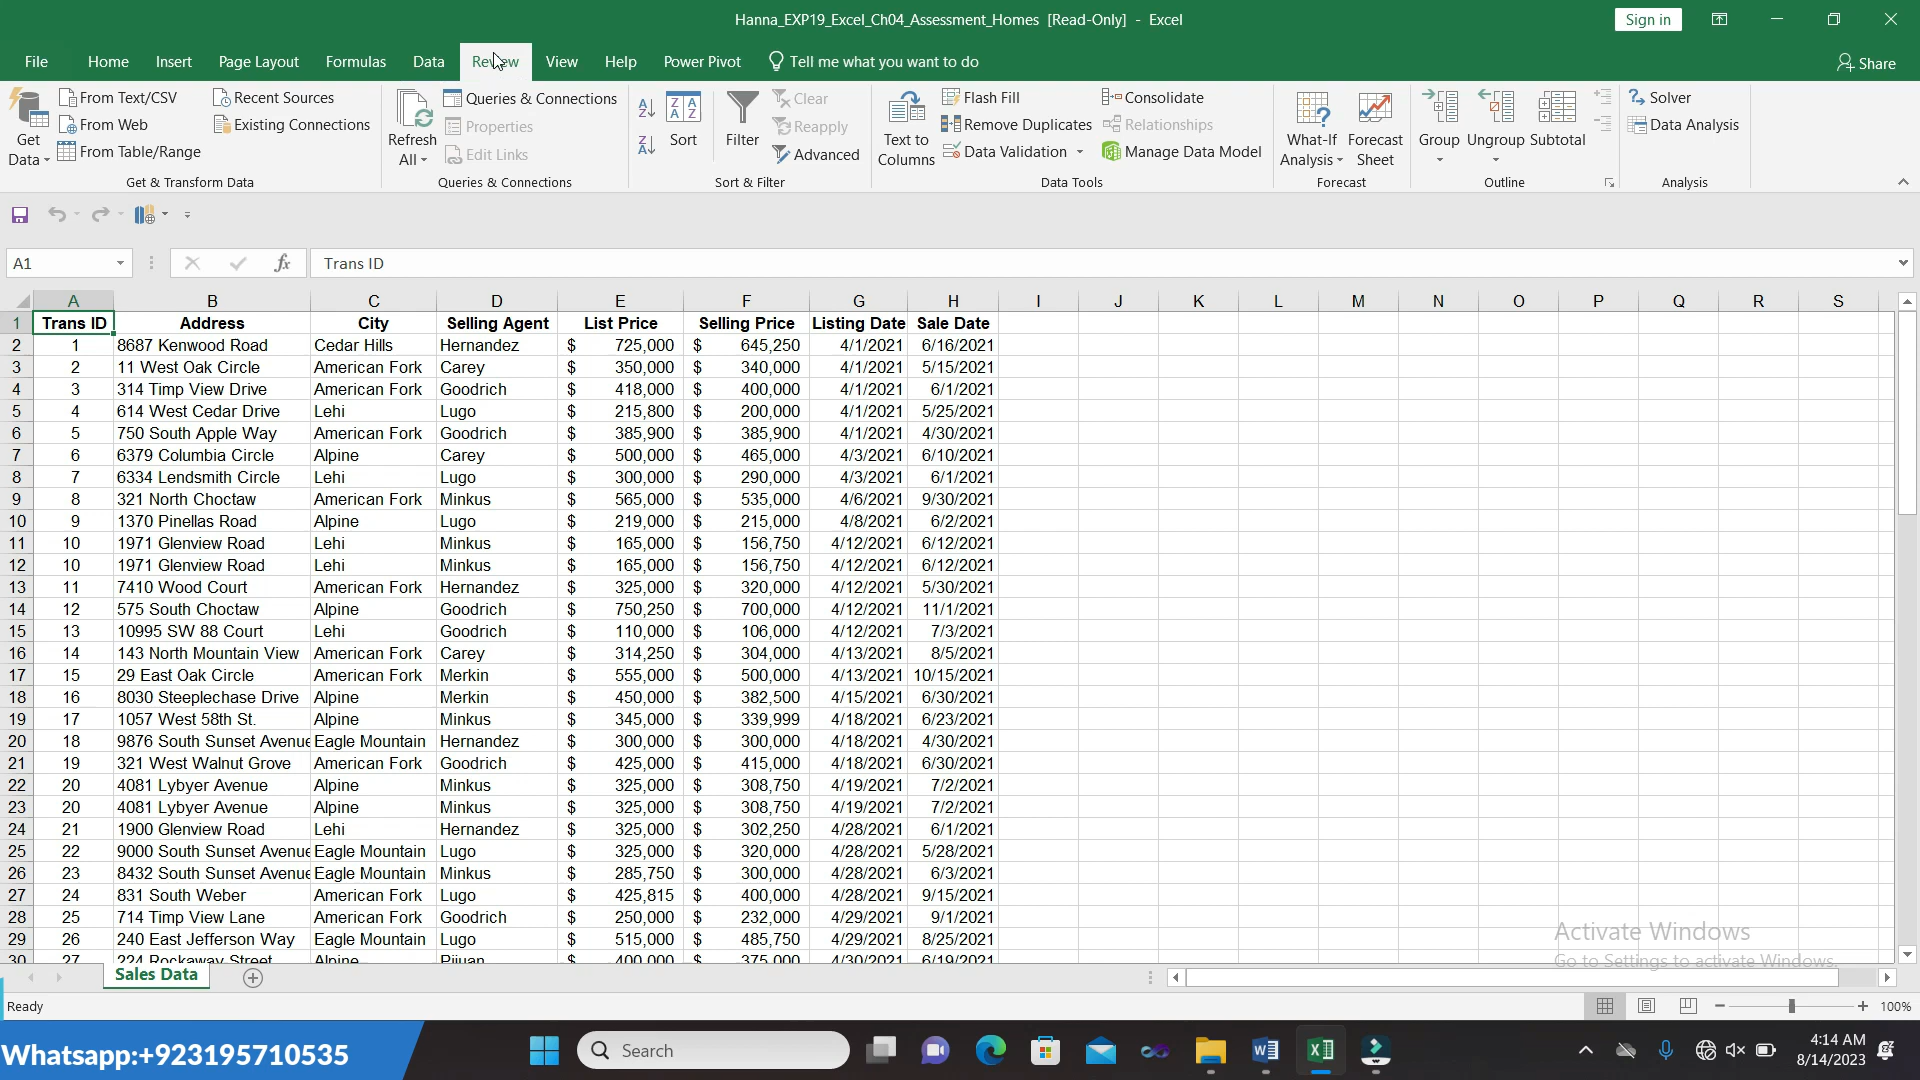 Hanna_EXP19_Excel_Ch04_Assessment_Homes [Read-Only] - Excel
Sign in
File Home Insert Page Layout Formulas Data Review View Help Power Pivot Tell me what you want to do Share
From Text/CSV Recent Sources Queries & Connections Clear Flash Fill Consolidate Solver
From Web Existing Connections Properties Reapply Remove Duplicates Relationships Data Analysis
Get Data From Table/Range Refresh All Edit Links Sort Filter Advanced Text to Columns Data Validation Manage Data Model What-If Analysis Forecast Sheet Group Ungroup Subtotal
Get & Transform Data Queries & Connections Sort & Filter Data Tools Forecast Outline Analysis
A1 fx Trans ID
A B C D E F G H I J K L M N O P Q R S
1 Trans ID Address City Selling Agent List Price Selling Price Listing Date Sale Date
2 1 8687 Kenwood Road Cedar Hills Hernandez $ 725,000 $ 645,250 4/1/2021 6/16/2021
3 2 11 West Oak Circle American Fork Carey $ 350,000 $ 340,000 4/1/2021 5/15/2021
4 3 314 Timp View Drive American Fork Goodrich $ 418,000 $ 400,000 4/1/2021 6/1/2021
5 4 614 West Cedar Drive Lehi Lugo $ 215,800 $ 200,000 4/1/2021 5/25/2021
6 5 750 South Apple Way American Fork Goodrich $ 385,900 $ 385,900 4/1/2021 4/30/2021
7 6 6379 Columbia Circle Alpine Carey $ 500,000 $ 465,000 4/3/2021 6/10/2021
8 7 6334 Lendsmith Circle Lehi Lugo $ 300,000 $ 290,000 4/3/2021 6/1/2021
9 8 321 North Choctaw American Fork Minkus $ 565,000 $ 535,000 4/6/2021 9/30/2021
10 9 1370 Pinellas Road Alpine Lugo $ 219,000 $ 215,000 4/8/2021 6/2/2021
11 10 1971 Glenview Road Lehi Minkus $ 165,000 $ 156,750 4/12/2021 6/12/2021
12 10 1971 Glenview Road Lehi Minkus $ 165,000 $ 156,750 4/12/2021 6/12/2021
13 11 7410 Wood Court American Fork Hernandez $ 325,000 $ 320,000 4/12/2021 5/30/2021
14 12 575 South Choctaw Alpine Goodrich $ 750,250 $ 700,000 4/12/2021 11/1/2021
15 13 10995 SW 88 Court Lehi Goodrich $ 110,000 $ 106,000 4/12/2021 7/3/2021
16 14 143 North Mountain View American Fork Carey $ 314,250 $ 304,000 4/13/2021 8/5/2021
17 15 29 East Oak Circle American Fork Merkin $ 555,000 $ 500,000 4/13/2021 10/15/2021
18 16 8030 Steeplechase Drive Alpine Merkin $ 450,000 $ 382,500 4/15/2021 6/30/2021
19 17 1057 West 58th St. Alpine Minkus $ 345,000 $ 339,999 4/18/2021 6/23/2021
20 18 9876 South Sunset Avenue Eagle Mountain Hernandez $ 300,000 $ 300,000 4/18/2021 4/30/2021
21 19 321 West Walnut Grove American Fork Goodrich $ 425,000 $ 415,000 4/18/2021 6/30/2021
22 20 4081 Lybyer Avenue Alpine Minkus $ 325,000 $ 308,750 4/19/2021 7/2/2021
23 20 4081 Lybyer Avenue Alpine Minkus $ 325,000 $ 308,750 4/19/2021 7/2/2021
24 21 1900 Glenview Road Lehi Hernandez $ 325,000 $ 302,250 4/28/2021 6/1/2021
25 22 9000 South Sunset Avenue Eagle Mountain Lugo $ 325,000 $ 320,000 4/28/2021 5/28/2021
26 23 8432 South Sunset Avenue Eagle Mountain Minkus $ 285,750 $ 300,000 4/28/2021 6/3/2021
27 24 831 South Weber American Fork Lugo $ 425,815 $ 400,000 4/28/2021 9/15/2021
28 25 714 Timp View Lane American Fork Goodrich $ 250,000 $ 232,000 4/29/2021 9/1/2021
29 26 240 East Jefferson Way Eagle Mountain Lugo $ 515,000 $ 485,750 4/29/2021 8/25/2021
30 27 224 Rockaway Street Alpine Pijuan $ 400,000 $ 375,000 4/30/2021 6/19/2021
Activate Windows
Go to Settings to activate Windows.
Sales Data
Ready 100%
Whatsapp:+923195710535
Search
4:14 AM
8/14/2023